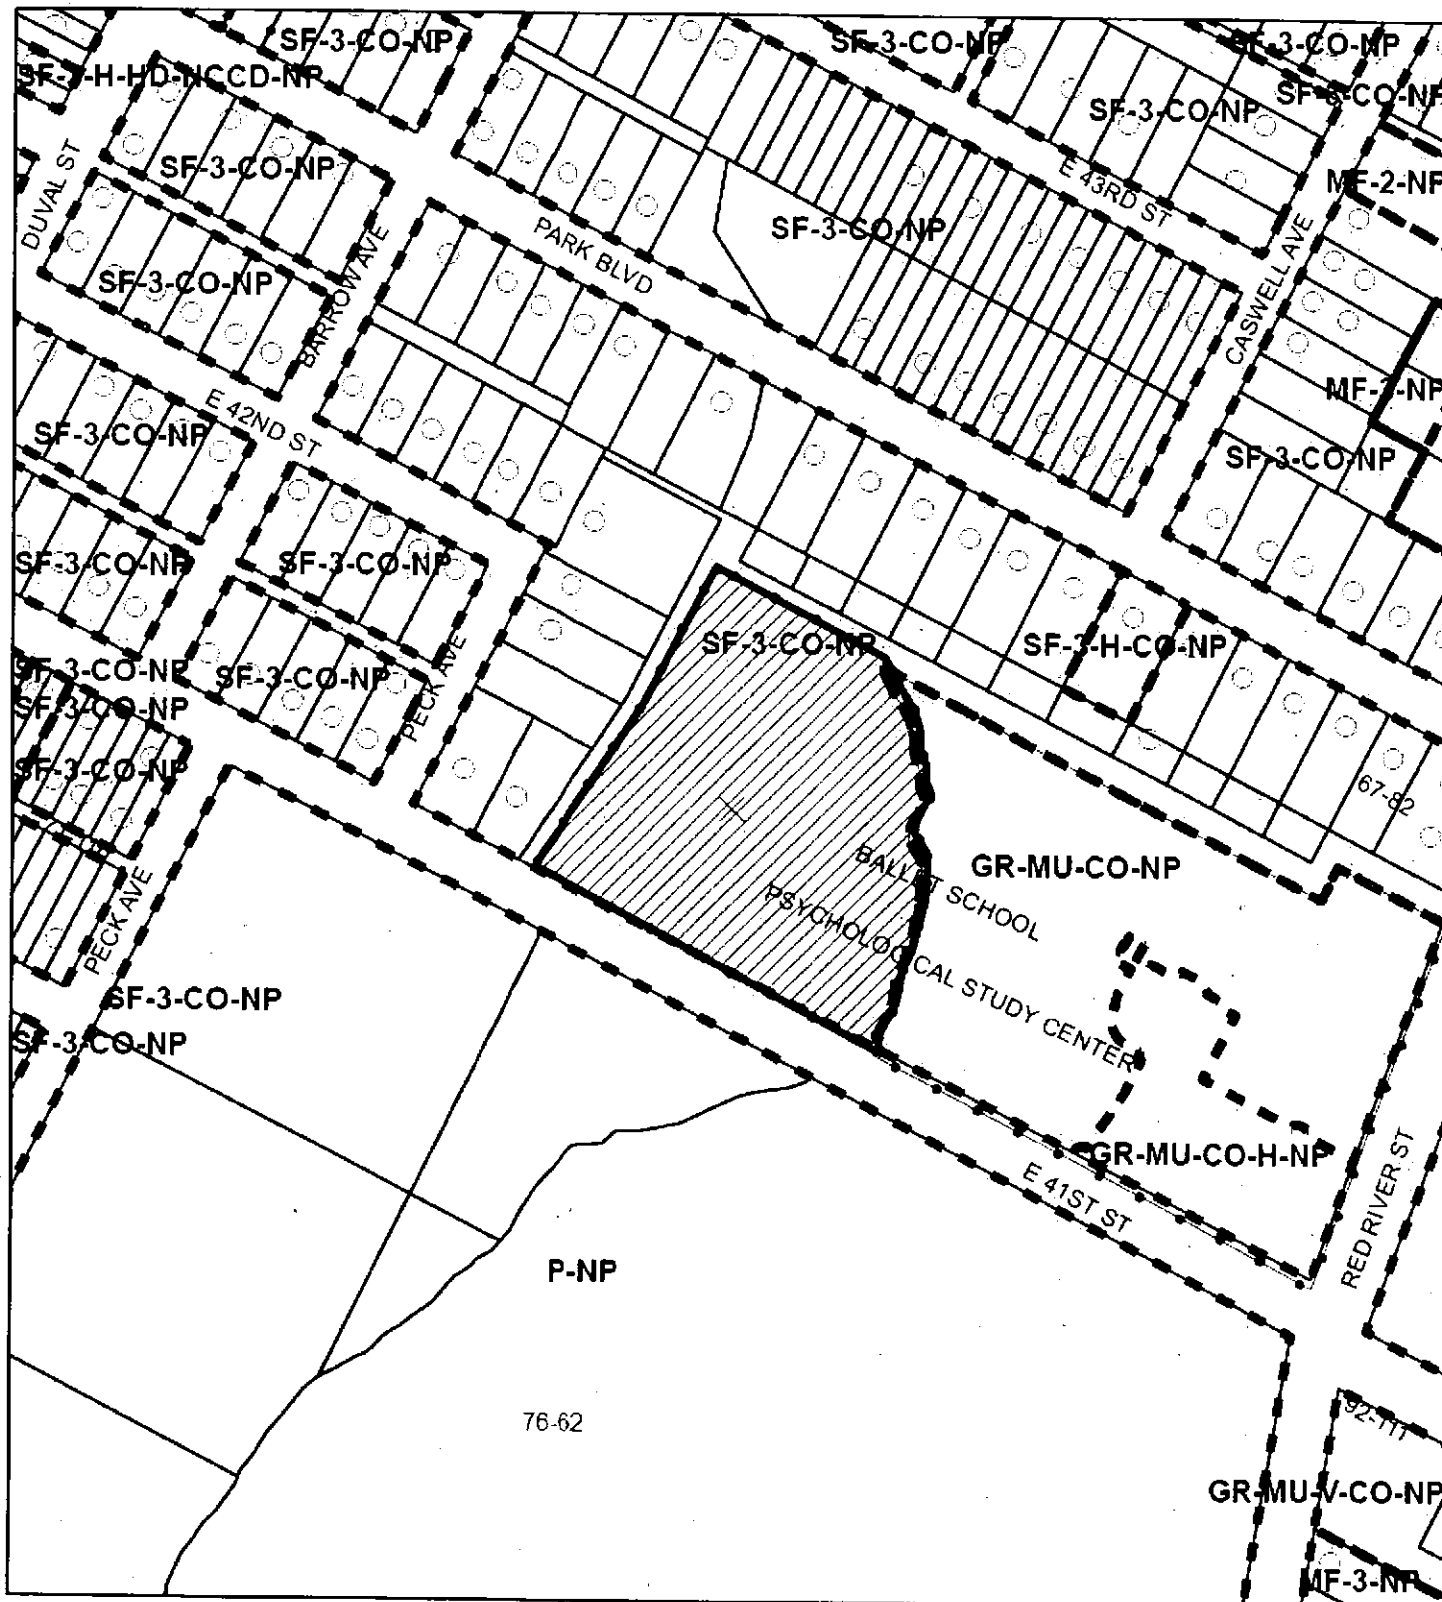 SF-3-CO-NP
SF-3-CO-NP
SF-3-CO-NP
SF-3-CO-NP
SF-3-CO-NP
SF-3-CO-NP
MF-2-NP
DUVAL ST
E 43RD ST
SF-3-CO-NP
PARK BLVD
SF-3-CO-NP
BARROW AVE
CASWELL AVE
MF-3-NP
E 42ND ST
SF-3-CO-NP
SF-3-CO-NP
SF-3-CO-NP
SF-3-CO-NP
SF-3-CO-NP
SF-3-H-CO-NP
SF-3-CO-NP
SF-3-CO-NP
PECK AVE
SF-3-CO-NP
SF-3-CO-NP
67-82
BALLET SCHOOL
GR-MU-CO-NP
PSYCHOLOGICAL STUDY CENTER
PECK AVE
SF-3-CO-NP
SF-3-CO-NP
GR-MU-CO-H-NP
E 41ST ST
RED RIVER ST
P-NP
76-62
92-111
GR-MU-V-CO-NP
MF-3-NP